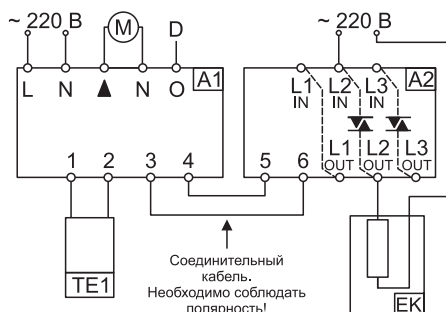 ~ 220 В
M
D
~ 220 В
L
N
▲
N
O
A1
L1
IN
L2
IN
L3
IN
A2
1
2
3
4
5
6
L1
OUT
L2
OUT
L3
OUT
TE1
Соединительный
кабель.
Необходимо соблюдать
полярность!
EK